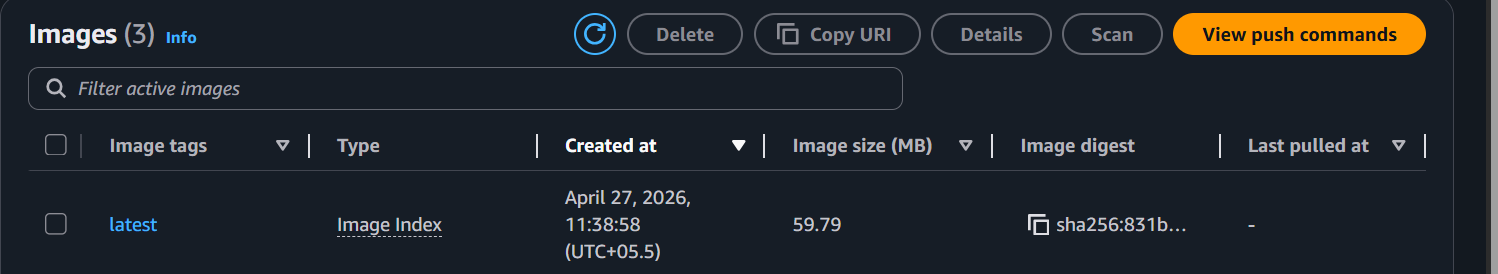 Images (3) Info
Delete
Copy URI
Details
Scan
View push commands
Filter active images
Image tags
Type
Created at
Image size (MB)
Image digest
Last pulled at
latest
Image Index
April 27, 2026,
11:38:58
(UTC+05.5)
59.79
sha256:831b...
-